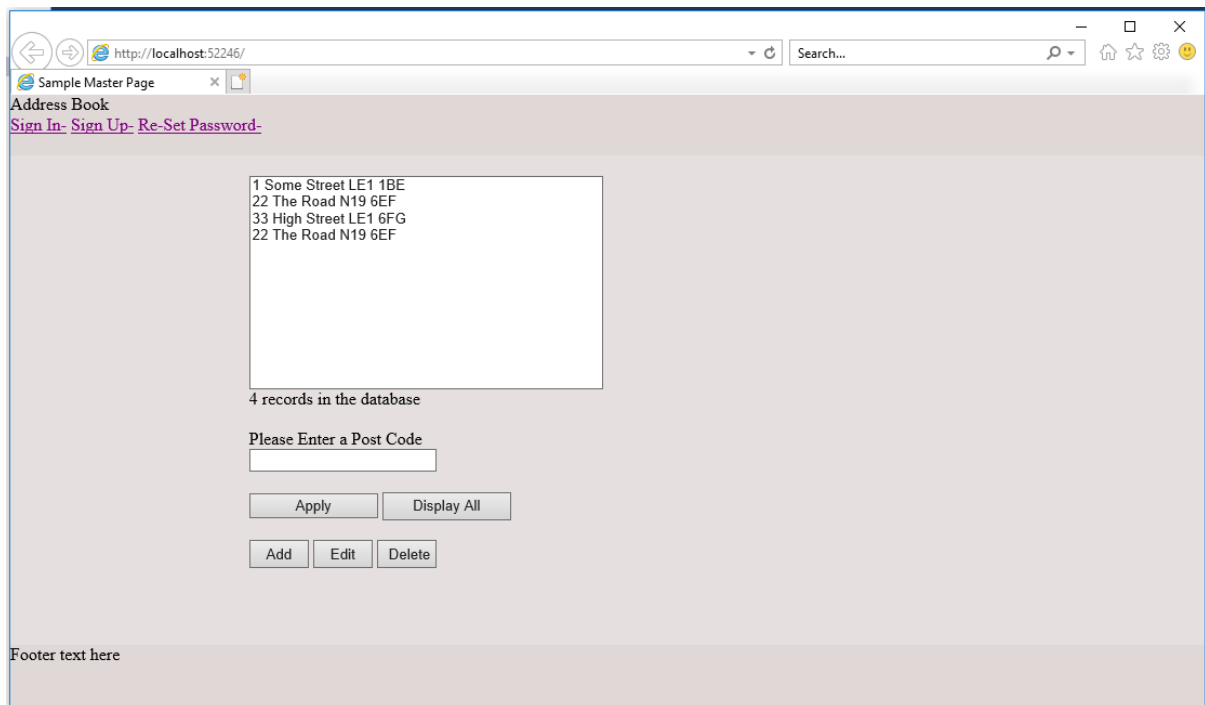 http://localhost:52246/
Search...
Sample Master Page
Address Book
Sign In- Sign Up- Re-Set Password-
1 Some Street LE1 1BE
22 The Road N19 6EF
33 High Street LE1 6FG
22 The Road N19 6EF
4 records in the database
Please Enter a Post Code
Apply Display All
Add Edit Delete
Footer text here